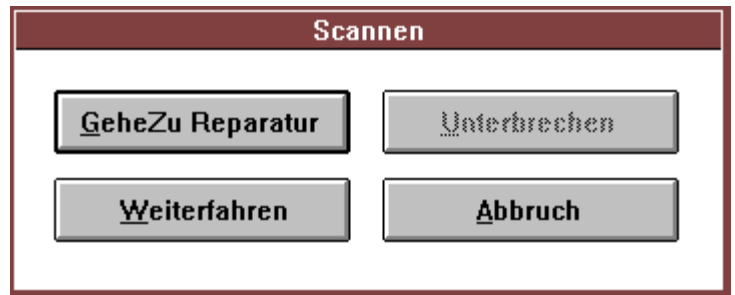 Scannen
GeheZu Reparatur
Unterbrechen
Weiterfahren
Abbruch